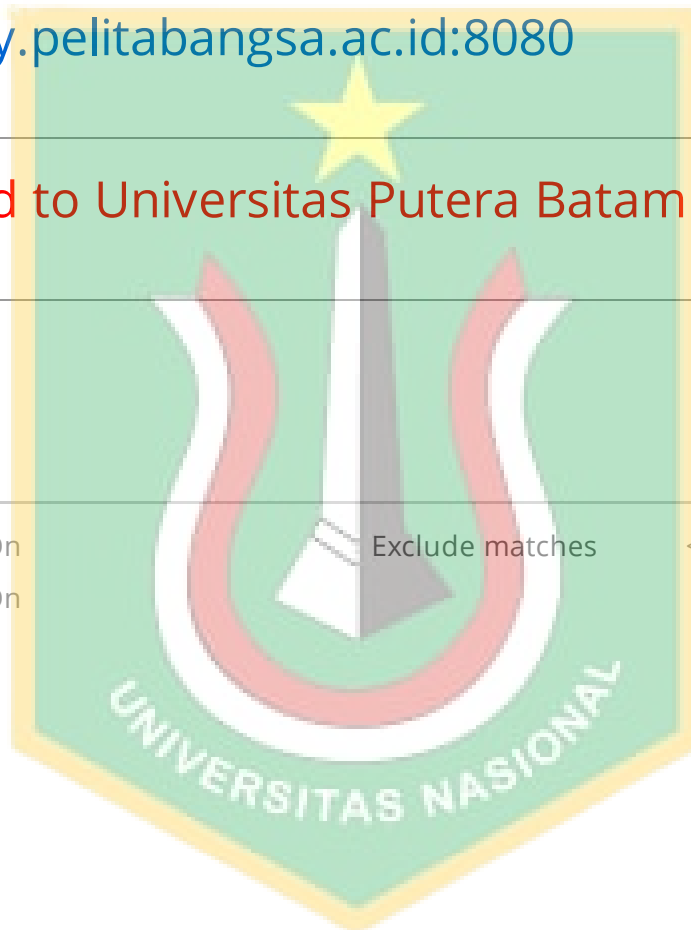 y.pelitabangsa.ac.id:8080
d to Universitas Putera Batam
On
Exclude matches
<
On
UNIVERSITAS NASIONAL